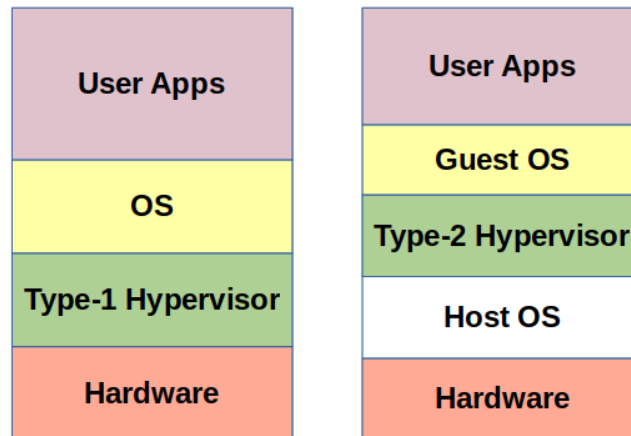 User Apps
OS
Type-1 Hypervisor
Hardware
User Apps
Guest OS
Type-2 Hypervisor
Host OS
Hardware